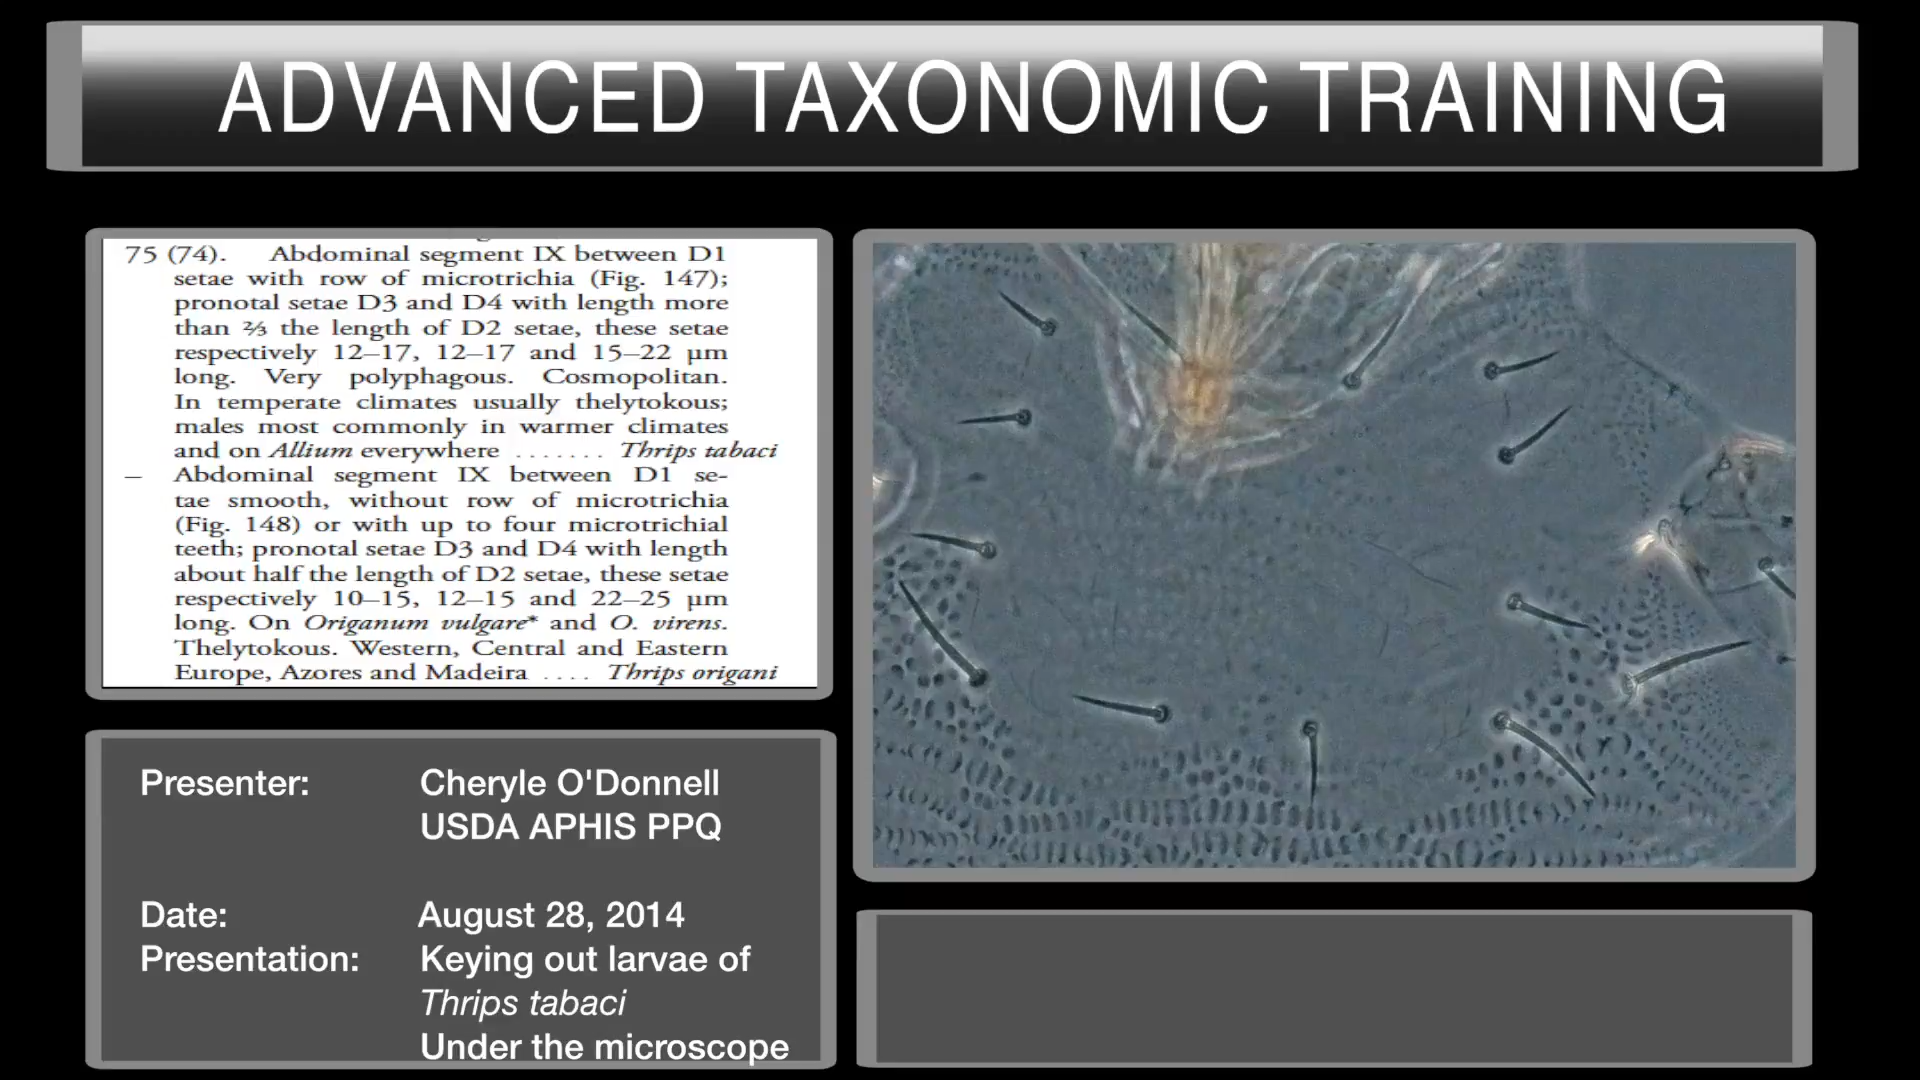 ADVANCED TAXONOMIC TRAINING
75 (74). Abdominal segment IX between D1
setae with row of microtrichia (Fig. 147);
pronotal setae D3 and D4 with length more
than ⅔ the length of D2 setae, these setae
respectively 12–17, 12–17 and 15–22 µm
long. Very polyphagous. Cosmopolitan.
In temperate climates usually thelytokous;
males most commonly in warmer climates
and on Allium everywhere ....... Thrips tabaci
– Abdominal segment IX between D1 se-
tae smooth, without row of microtrichia
(Fig. 148) or with up to four microtrichial
teeth; pronotal setae D3 and D4 with length
about half the length of D2 setae, these setae
respectively 10–15, 12–15 and 22–25 µm
long. On Origanum vulgare* and O. virens.
Thelytokous. Western, Central and Eastern
Europe, Azores and Madeira .... Thrips origani
Presenter: Cheryle O'Donnell
USDA APHIS PPQ
Date: August 28, 2014
Presentation: Keying out larvae of
Thrips tabaci
Under the microscope